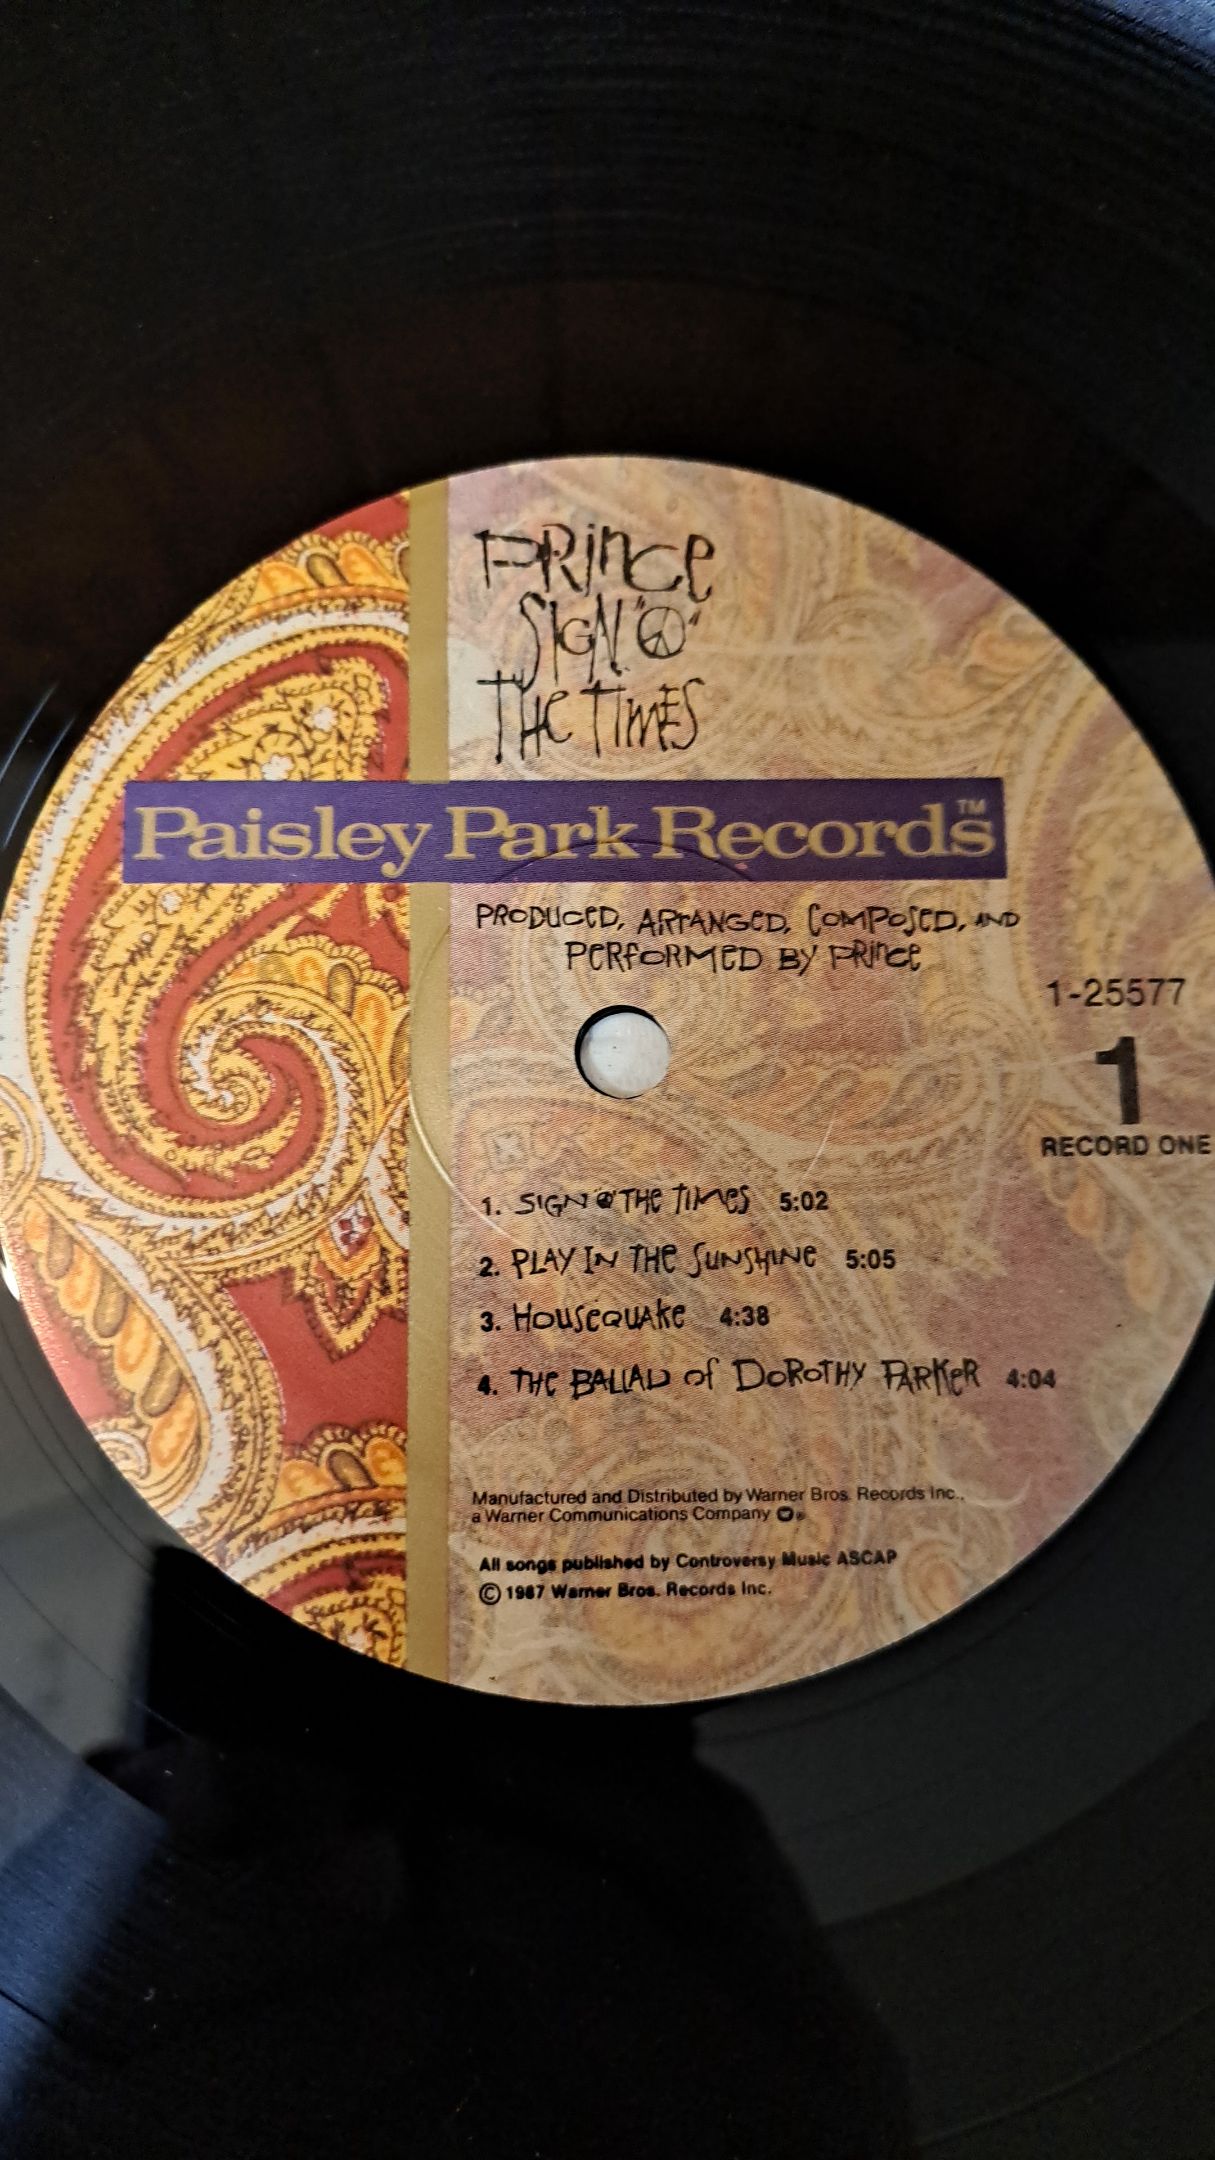 PRINCE
SIGN "☮"
THE TIMES
Paisley Park Records™
PRODUCED, ARRANGED, COMPOSED, AND
PERFORMED BY PRINCE
1-25577
1
RECORD ONE
1. SIGN "☮" THE TIMES 5:02
2. PLAY IN THE SUNSHINE 5:05
3. HOUSEQUAKE 4:38
4. THE BALLAD OF DOROTHY PARKER 4:04
Manufactured and Distributed by Warner Bros. Records Inc.,
a Warner Communications Company
All songs published by Controversy Music ASCAP
© 1987 Warner Bros. Records Inc.